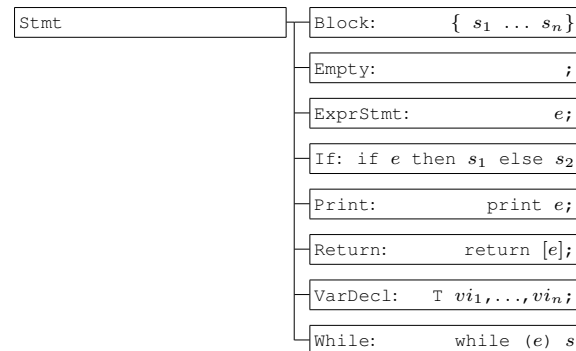 Stmt
Block: { s₁ ... sₙ}
Empty: ;
ExprStmt: e;
If: if e then s₁ else s₂
Print: print e;
Return: return [e];
VarDecl: T vi₁,...,viₙ;
While: while (e) s